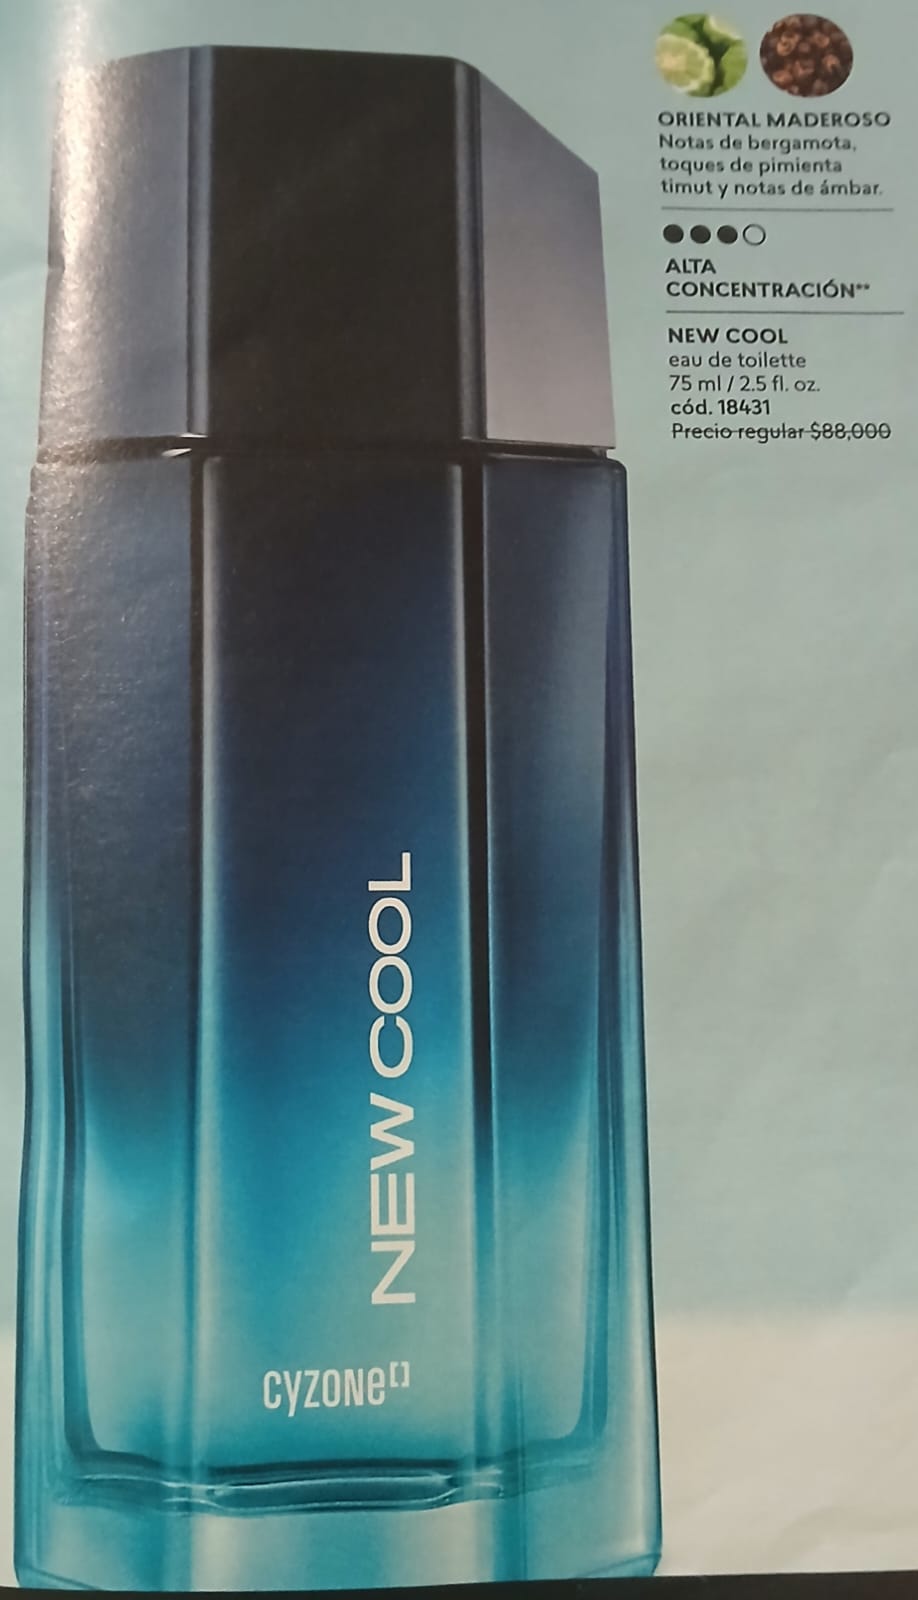 ORIENTAL MADEROSO
Notas de bergamota,
toques de pimienta
timut y notas de ámbar.
ALTA
CONCENTRACIÓN**
NEW COOL
eau de toilette
75 ml / 2.5 fl. oz.
cód. 18431
Precio regular $88,000
NEW COOL
cyzone[]